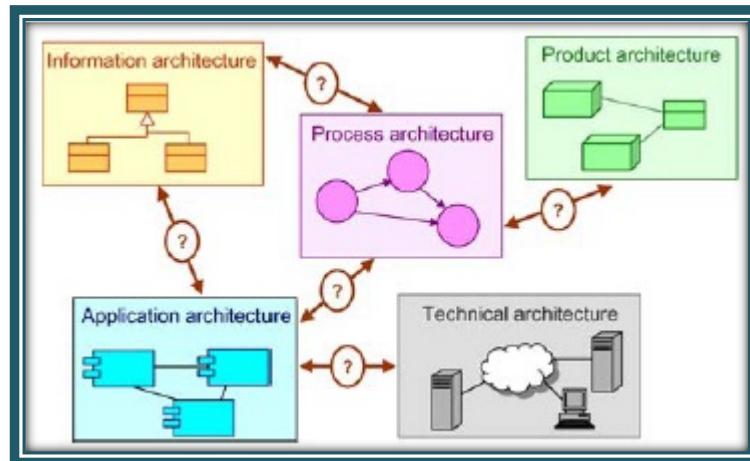 Information architecture
?
Product architecture
Process architecture
?
?
?
Application architecture
?
Technical architecture